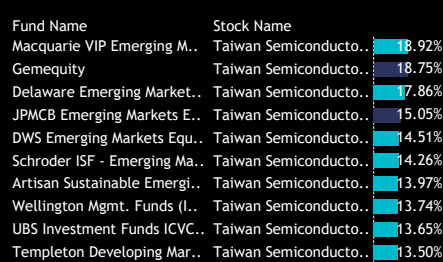 Fund Name Stock Name
Macquarie VIP Emerging M.. Taiwan Semiconducto.. 18.92%
Gemequity Taiwan Semiconducto.. 18.75%
Delaware Emerging Market.. Taiwan Semiconducto.. 17.86%
JPMCB Emerging Markets E.. Taiwan Semiconducto.. 15.05%
DWS Emerging Markets Equ.. Taiwan Semiconducto.. 14.51%
Schroder ISF - Emerging Ma.. Taiwan Semiconducto.. 14.26%
Artisan Sustainable Emergi.. Taiwan Semiconducto.. 13.97%
Wellington Mgmt. Funds (I.. Taiwan Semiconducto.. 13.74%
UBS Investment Funds ICVC.. Taiwan Semiconducto.. 13.65%
Templeton Developing Mar.. Taiwan Semiconducto.. 13.50%